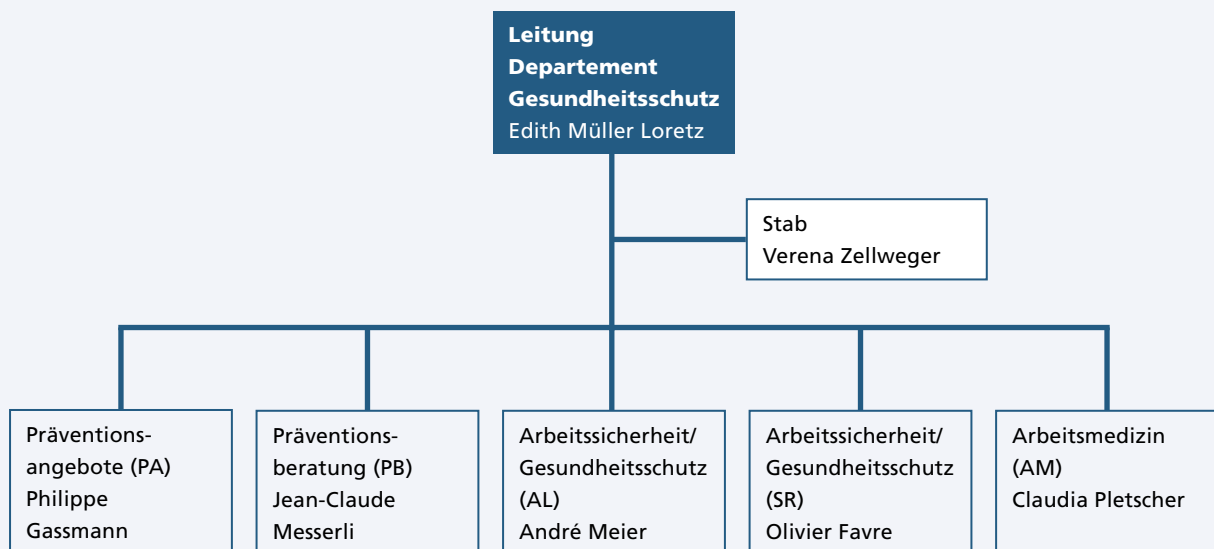 Leitung
Departement
Gesundheitsschutz
Edith Müller Loretz
Stab
Verena Zellweger
Präventions-
angebote (PA)
Philippe
Gassmann
Präventions-
beratung (PB)
Jean-Claude
Messerli
Arbeitssicherheit/
Gesundheitsschutz
(AL)
André Meier
Arbeitssicherheit/
Gesundheitsschutz
(SR)
Olivier Favre
Arbeitsmedizin
(AM)
Claudia Pletscher